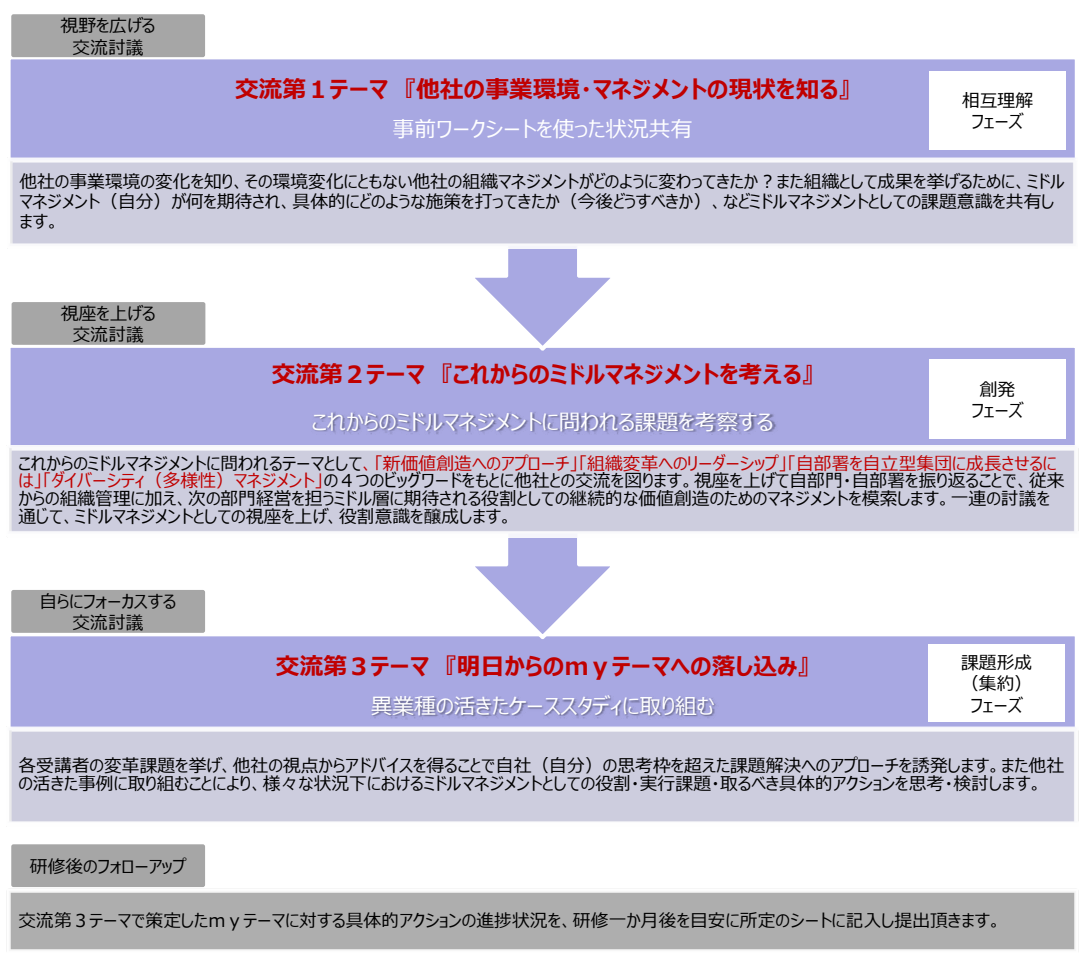 視野を広げる
交流討議
交流第１テーマ 『他社の事業環境・マネジメントの現状を知る』
事前ワークシートを使った状況共有
相互理解
フェーズ
他社の事業環境の変化を知り、その環境変化にともない他社の組織マネジメントがどのように変わってきたか？また組織として成果を挙げるために、ミドル
マネジメント（自分）が何を期待され、具体的にどのような施策を打ってきたか（今後どうすべきか）、などミドルマネジメントとしての課題意識を共有し
ます。
視座を上げる
交流討議
交流第２テーマ 『これからのミドルマネジメントを考える』
これからのミドルマネジメントに問われる課題を考察する
創発
フェーズ
これからのミドルマネジメントに問われるテーマとして、「新価値創造へのアプローチ」「組織変革へのリーダーシップ」「自部署を自立型集団に成長させるに
は」「ダイバーシティ（多様性）マネジメント」の４つのビッグワードをもとに他社との交流を図ります。視座を上げて自部門・自部署を振り返ることで、従来
からの組織管理に加え、次の部門経営を担うミドル層に期待される役割としての継続的な価値創造のためのマネジメントを模索します。一連の討議を
通じて、ミドルマネジメントとしての視座を上げ、役割意識を醸成します。
自らにフォーカスする
交流討議
交流第３テーマ 『明日からのｍｙテーマへの落し込み』
異業種の活きたケーススタディに取り組む
課題形成
（集約）
フェーズ
各受講者の変革課題を挙げ、他社の視点からアドバイスを得ることで自社（自分）の思考枠を超えた課題解決へのアプローチを誘発します。また他社
の活きた事例に取り組むことにより、様々な状況下におけるミドルマネジメントとしての役割・実行課題・取るべき具体的アクションを思考・検討します。
研修後のフォローアップ
交流第３テーマで策定したｍｙテーマに対する具体的アクションの進捗状況を、研修一か月後を目安に所定のシートに記入し提出頂きます。